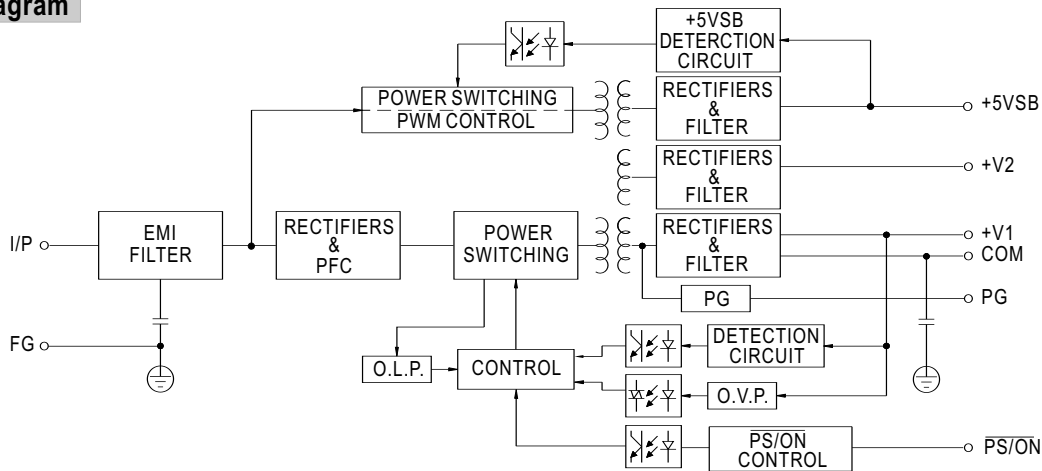 agram
+5VSB
DETERCTION
CIRCUIT
POWER SWITCHING
PWM CONTROL
RECTIFIERS
&
FILTER
+5VSB
RECTIFIERS
&
FILTER
+V2
I/P
EMI
FILTER
RECTIFIERS
&
PFC
POWER
SWITCHING
RECTIFIERS
&
FILTER
+V1
COM
PG
PG
FG
O.L.P.
CONTROL
DETECTION
CIRCUIT
O.V.P.
PS/ON
CONTROL
PS/ON